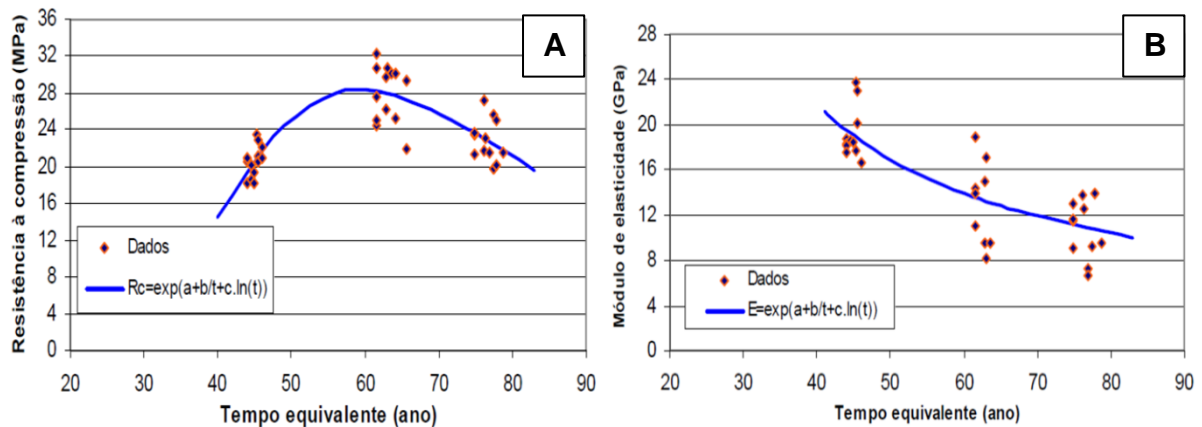 A
Resistência à compressão (MPa)
36
32
28
24
20
16
12
8
4
0
Dados
Rc=exp(a+b/t+c.ln(t))
20 30 40 50 60 70 80 90
Tempo equivalente (ano)
B
Módulo de elasticidade (GPa)
28
24
20
16
12
8
4
0
Dados
E=exp(a+b/t+c.ln(t))
20 30 40 50 60 70 80 90
Tempo equivalente (ano)